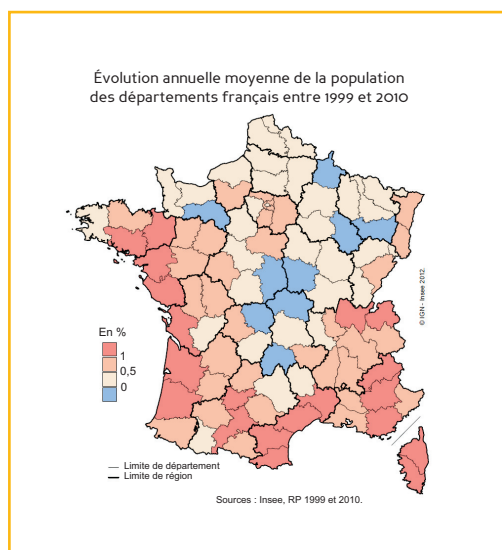 Évolution annuelle moyenne de la population
des départements français entre 1999 et 2010
© IGN - Insee 2012.
En %
1
0,5
0
Limite de département
Limite de région
Sources : Insee, RP 1999 et 2010.